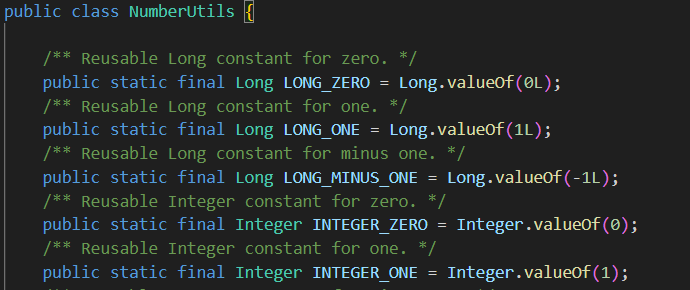 public class NumberUtils {
/** Reusable Long constant for zero. */
public static final Long LONG_ZERO = Long.valueOf(0L);
/** Reusable Long constant for one. */
public static final Long LONG_ONE = Long.valueOf(1L);
/** Reusable Long constant for minus one. */
public static final Long LONG_MINUS_ONE = Long.valueOf(-1L);
/** Reusable Integer constant for zero. */
public static final Integer INTEGER_ZERO = Integer.valueOf(0);
/** Reusable Integer constant for one. */
public static final Integer INTEGER_ONE = Integer.valueOf(1);